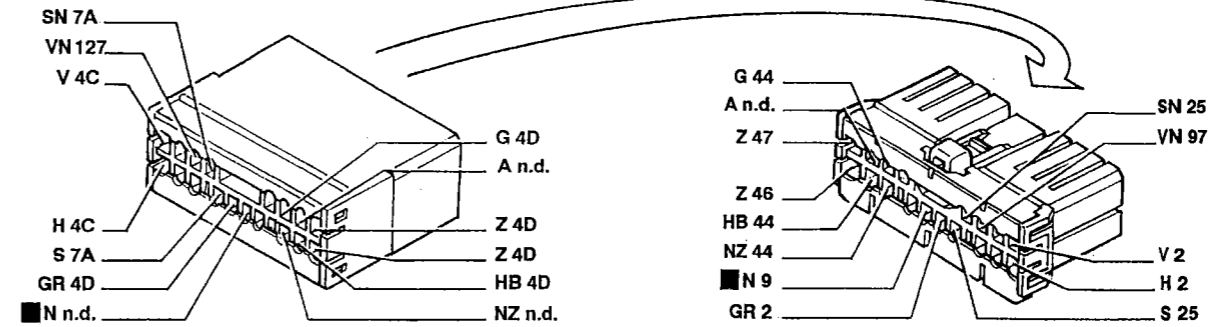 SN 7A
VN 127
V 4C
H 4C
S 7A
GR 4D
N n.d.
G 4D
A n.d.
Z 4D
Z 4D
HB 4D
NZ n.d.
G 44
A n.d.
Z 47
Z 46
HB 44
NZ 44
N 9
GR 2
SN 25
VN 97
V 2
H 2
S 25